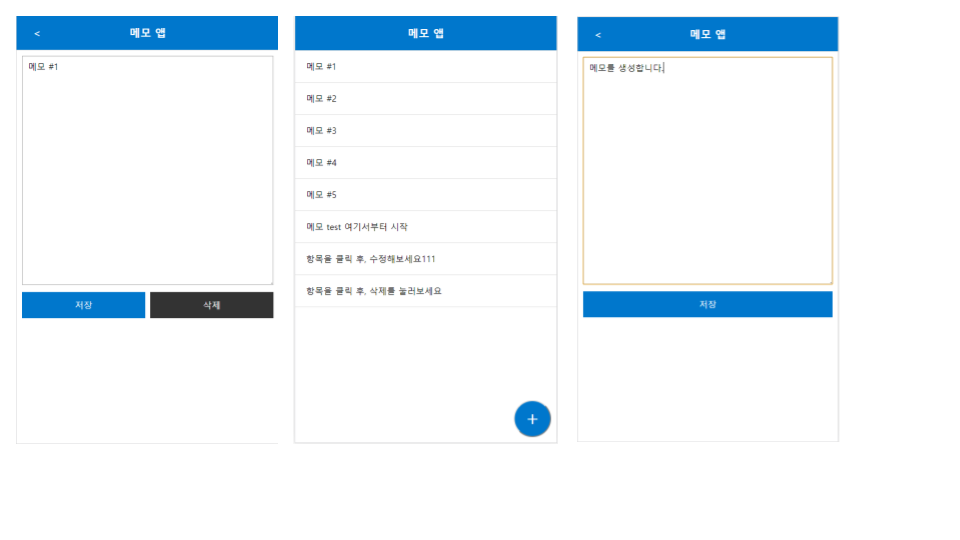 < 메모 앱
메모 #1
저장 삭제
메모 앱
메모 #1
메모 #2
메모 #3
메모 #4
메모 #5
메모 test 여기서부터 시작
항목을 클릭 후, 수정해보세요111
항목을 클릭 후, 삭제를 눌러보세요
+
< 메모 앱
메모를 생성합니다.
저장